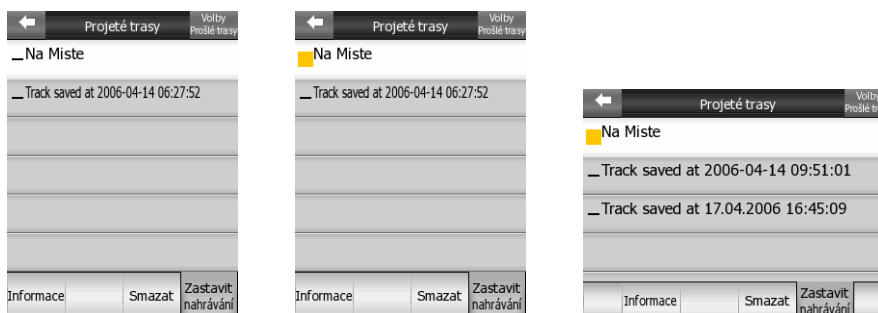 Projeté trasy
Volby
Prošlé trasy
Na Miste
Track saved at 2006-04-14 06:27:52
Informace
Smazat
Zastavit
nahrávání
Projeté trasy
Volby
Prošlé trasy
Na Miste
Track saved at 2006-04-14 06:27:52
Informace
Smazat
Zastavit
nahrávání
Projeté trasy
Volby
Prošlé tr
Na Miste
Track saved at 2006-04-14 09:51:01
Track saved at 17.04.2006 16:45:09
Informace
Smazat
Zastavit
nahrávání